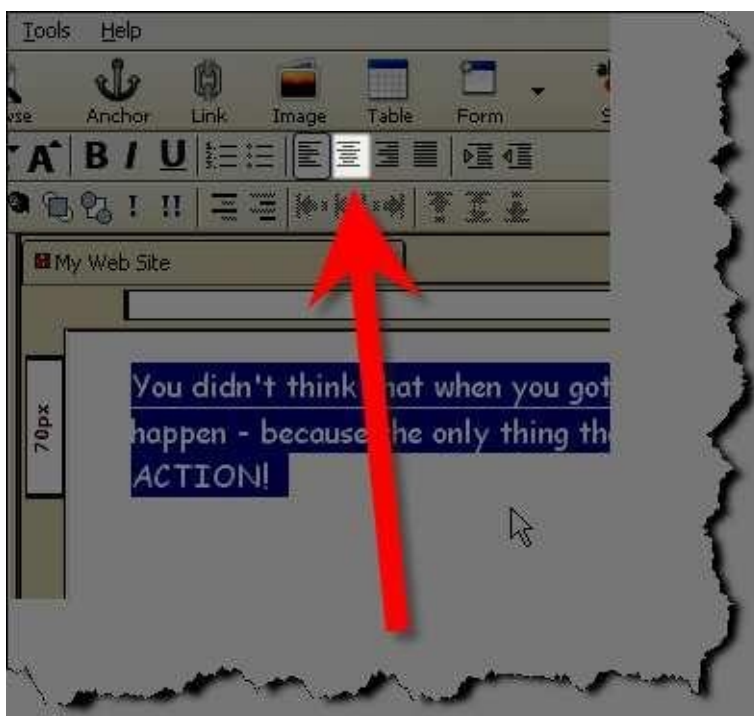 Tools Help
Anchor Link Image Table Form
A B I U
! !!
My Web Site
70px
You didn't think that when you got
happen - because the only thing
ACTION!